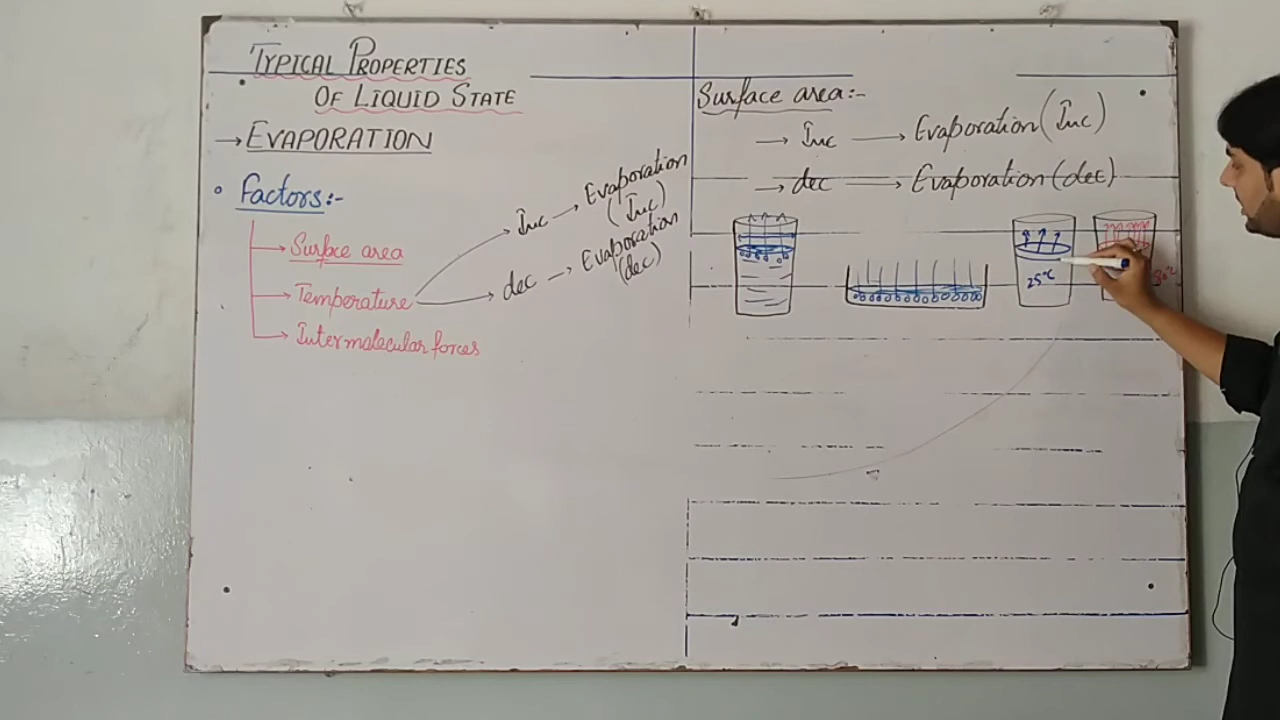 TYPICAL PROPERTIES
OF LIQUID STATE
→ EVAPORATION
• Factors:-
→ Surface area
→ Temperature
→ Intermolecular forces
Inc → Evaporation
(Inc)
dec → Evaporation
(dec)
Surface area:-
→ Inc → Evaporation (Inc)
→ dec → Evaporation (dec)
25°C